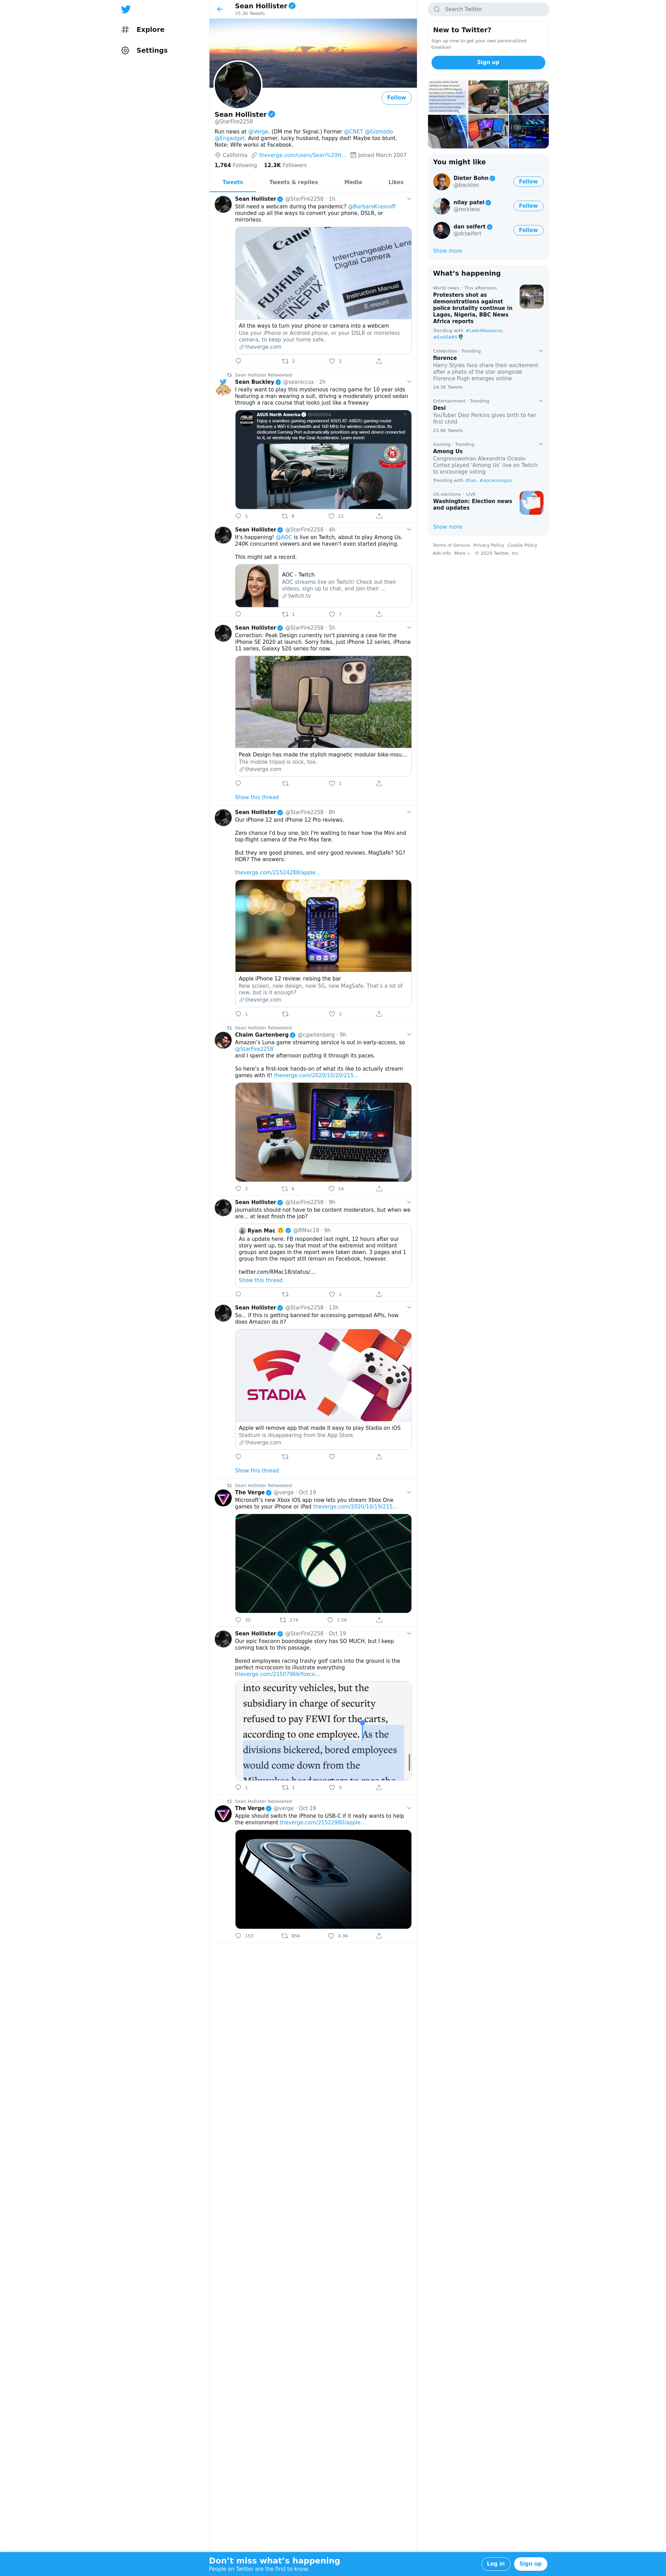 Explore
Settings
Sean Hollister
25.3K Tweets
Follow
Sean Hollister
@StarFire2258
Run news at @Verge. (DM me for Signal.) Former @CNET @Gizmodo
@Engadget. Avid gamer, lucky husband, happy dad! Maybe too blunt.
Note: Wife works at Facebook.
California theverge.com/users/Sean%20H... Joined March 2007
1,764 Following 12.3K Followers
Tweets Tweets & replies Media Likes
Sean Hollister @StarFire2258 · 1h
Still need a webcam during the pandemic? @BarbaraKrasnoff
rounded up all the ways to convert your phone, DSLR, or
mirrorless.
Canon
FUJIFILM
DIGITAL CAMERA
FINEPIX
Interchangeable Lens
Digital Camera
Instruction Manual
E-mount
All the ways to turn your phone or camera into a webcam
Use your iPhone or Android phone, or your DSLR or mirrorless
camera, to keep your home safe.
theverge.com
2 2
Sean Hollister Retweeted
Sean Buckley @seaniccus · 2h
I really want to play this mysterious racing game for 10 year olds
featuring a man wearing a suit, driving a moderately priced sedan
through a race course that looks just like a freeway
ASUS North America @ASUSUSA
Enjoy a seamless gaming experience! ASUS RT-AX82U gaming router
features a WiFi 6 bandwidth and 160 MHz for wireless connection. Its
dedicated Gaming Port automatically prioritizes any wired device connected
to it, or wirelessly via the Gear Accelerator. Learn more!
5 6 22
Sean Hollister @StarFire2258 · 4h
It's happening! @AOC is live on Twitch, about to play Among Us.
240K concurrent viewers and we haven't even started playing.
This might set a record.
AOC - Twitch
AOC streams live on Twitch! Check out their
videos, sign up to chat, and join their ...
twitch.tv
1 7
Sean Hollister @StarFire2258 · 5h
Correction: Peak Design currently isn't planning a case for the
iPhone SE 2020 at launch. Sorry folks, just iPhone 12 series, iPhone
11 series, Galaxy S20 series for now.
Peak Design has made the stylish magnetic modular bike-mou...
The mobile tripod is slick, too.
theverge.com
1
Show this thread
Sean Hollister @StarFire2258 · 8h
Our iPhone 12 and iPhone 12 Pro reviews.
Zero chance I'd buy one, b/c I'm waiting to hear how the Mini and
top-flight camera of the Pro Max fare.
But they are good phones, and very good reviews. MagSafe? 5G?
HDR? The answers:
theverge.com/21524288/apple...
Apple iPhone 12 review: raising the bar
New screen, new design, new 5G, new MagSafe. That's a lot of
new, but is it enough?
theverge.com
1 1
Sean Hollister Retweeted
Chaim Gartenberg @cgartenberg · 9h
Amazon's Luna game streaming service is out in early-access, so
@StarFire2258
and I spent the afternoon putting it through its paces.
So here's a first-look hands-on of what its like to actually stream
games with it! theverge.com/2020/10/20/215...
2 6 14
Sean Hollister @StarFire2258 · 9h
journalists should not have to be content moderators, but when we
are... at least finish the job?
Ryan Mac @RMac18 · 9h
As a update here: FB responded last night, 12 hours after our
story went up, to say that most of the extremist and militant
groups and pages in the report were taken down. 3 pages and 1
group from the report still remain on Facebook, however.
twitter.com/RMac18/status/...
Show this thread
1
Sean Hollister @StarFire2258 · 13h
So... if this is getting banned for accessing gamepad APIs, how
does Amazon do it?
STADIA
Apple will remove app that made it easy to play Stadia on iOS
Stadium is disappearing from the App Store.
theverge.com
Show this thread
Sean Hollister Retweeted
The Verge @verge · Oct 19
Microsoft's new Xbox iOS app now lets you stream Xbox One
games to your iPhone or iPad theverge.com/2020/10/19/215...
55 274 1.5K
Sean Hollister @StarFire2258 · Oct 19
Our epic Foxconn boondoggle story has SO MUCH, but I keep
coming back to this passage.
Bored employees racing trashy golf carts into the ground is the
perfect microcosm to illustrate everything
theverge.com/21507966/foxco...
into security vehicles, but the
subsidiary in charge of security
refused to pay FEWI for the carts,
according to one employee. As the
divisions bickered, bored employees
would come down from the
1 1 5
Sean Hollister Retweeted
The Verge @verge · Oct 19
Apple should switch the iPhone to USB-C if it really wants to help
the environment theverge.com/21522980/apple...
153 856 4.3K
Search Twitter
New to Twitter?
Sign up now to get your own personalized
timeline!
Sign up
You might like
Dieter Bohn
@backlon
Follow
nilay patel
@reckless
Follow
dan seifert
@dcseifert
Follow
Show more
What's happening
World news · This afternoon
Protesters shot as
demonstrations against
police brutality continue in
Lagos, Nigeria, BBC News
Africa reports
Trending with #LekkiMassacre,
#EndSARS
Celebrities · Trending
florence
Harry Styles fans share their excitement
after a photo of the star alongside
Florence Pugh emerges online
24.3K Tweets
Entertainment · Trending
Desi
YouTuber Desi Perkins gives birth to her
first child
23.8K Tweets
Gaming · Trending
Among Us
Congresswoman Alexandria Ocasio-
Cortez played 'Among Us' live on Twitch
to encourage voting
Trending with Ilhan, #aocamongus
US elections · LIVE
Washington: Election news
and updates
Show more
Terms of Service Privacy Policy Cookie Policy
Ads info More © 2020 Twitter, Inc.
Don't miss what's happening
People on Twitter are the first to know.
Log in Sign up